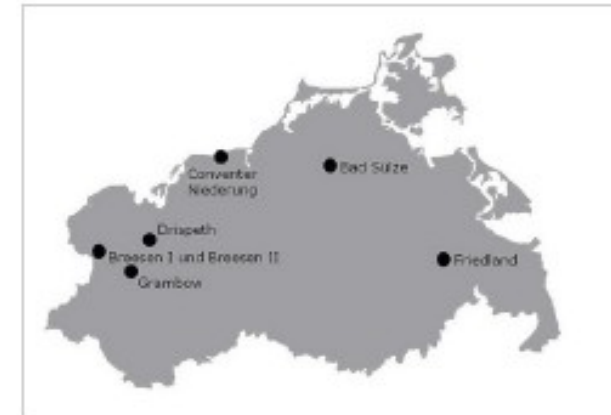 Conventer
Niederung
Bad Sülze
Drispeth
Breesen I und Breesen II
Grambow
Friedland